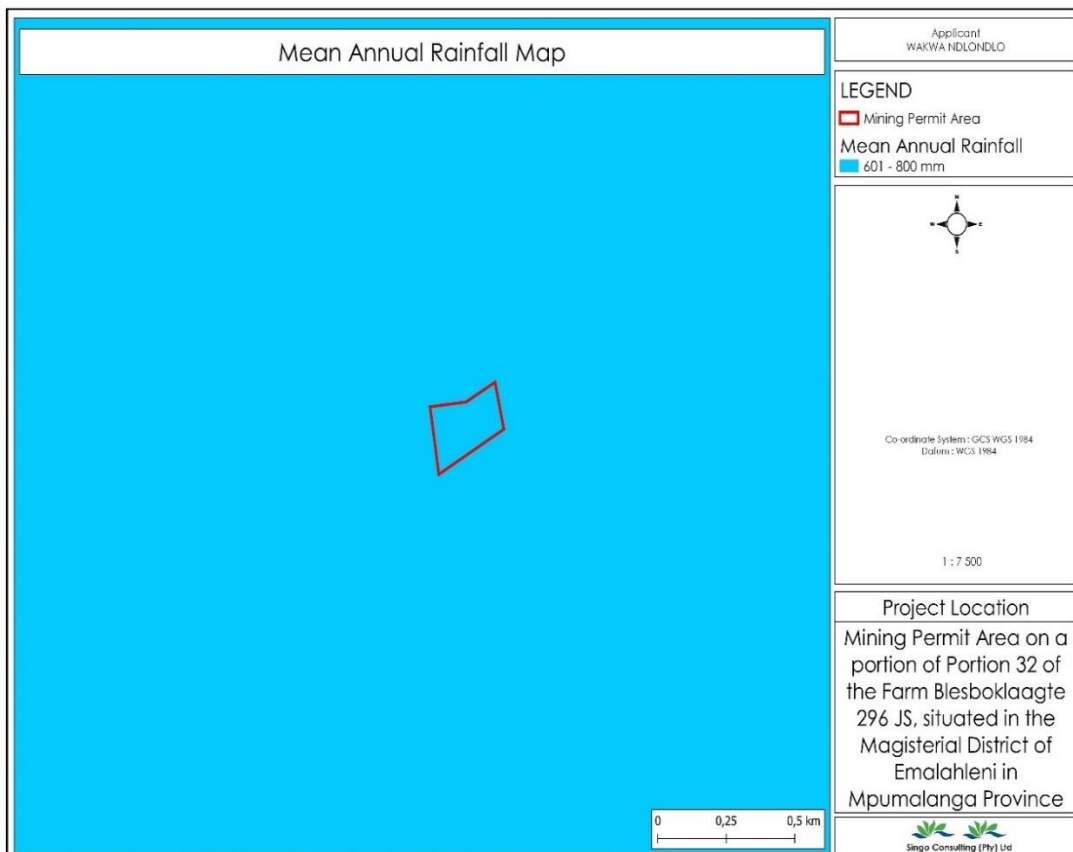 Mean Annual Rainfall Map
Applicant
WAKWA NDLONDLO
LEGEND
Mining Permit Area
Mean Annual Rainfall
601 - 800 mm
N
W
E
S
Co-ordinate System : GCS WGS 1984
Datum : WGS 1984
1 : 7 500
Project Location
Mining Permit Area on a
portion of Portion 32 of
the Farm Blesboklaagte
296 JS, situated in the
Magisterial District of
Emalahleni in
Mpumalanga Province
0 0,25 0,5 km
Singo Consulting (Pty) Ltd